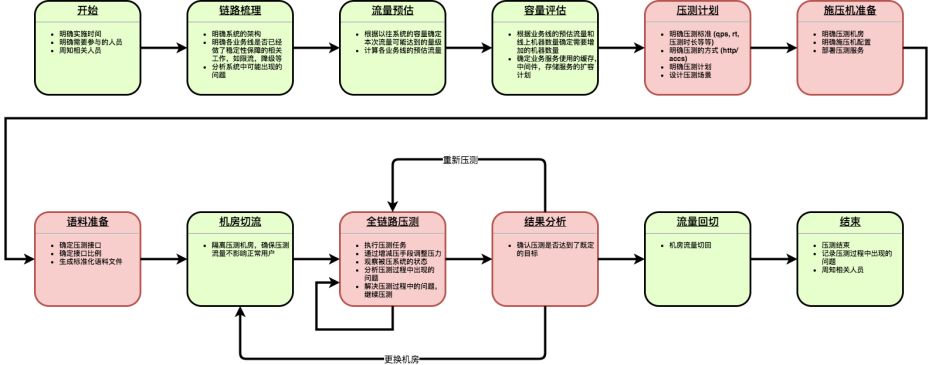 开始
明确实施时间
明确需要参与的人员
周知相关人员
链路梳理
明确系统的架构
明确各业务线是否已经
做了稳定性保障的相关
工作，如限流，降级等
分析系统中可能出现的
问题
流量预估
根据以往系统的容量确定
本次流量可能达到的量级
计算各业务线的预估流量
容量评估
根据业务线的预估流量和
线上机器数量确定需要增
加的机器数量
确定业务服务使用的缓存，
中间件，存储服务的扩容
计划
压测计划
明确压测标准 (qps, rt,
压测时长等等)
明确压测的方式 (http/
accs)
明确压测计划
设计压测场景
施压机准备
明确压测机房
明确施压机配置
部署压测服务
重新压测
语料准备
确定压测接口
确定接口比例
生成标准化语料文件
机房切流
隔离压测机房，确保压测
流量不影响正常用户
全链路压测
执行压测任务
通过增减压手段调整压力
观察被压系统的状态
分析压测过程中出现的
问题
解决压测过程中的问题，
继续压测
结果分析
确认压测是否达到了既定
的目标
流量回切
机房流量切回
结束
压测结束
记录压测过程中出现的
问题
周知相关人员
更换机房